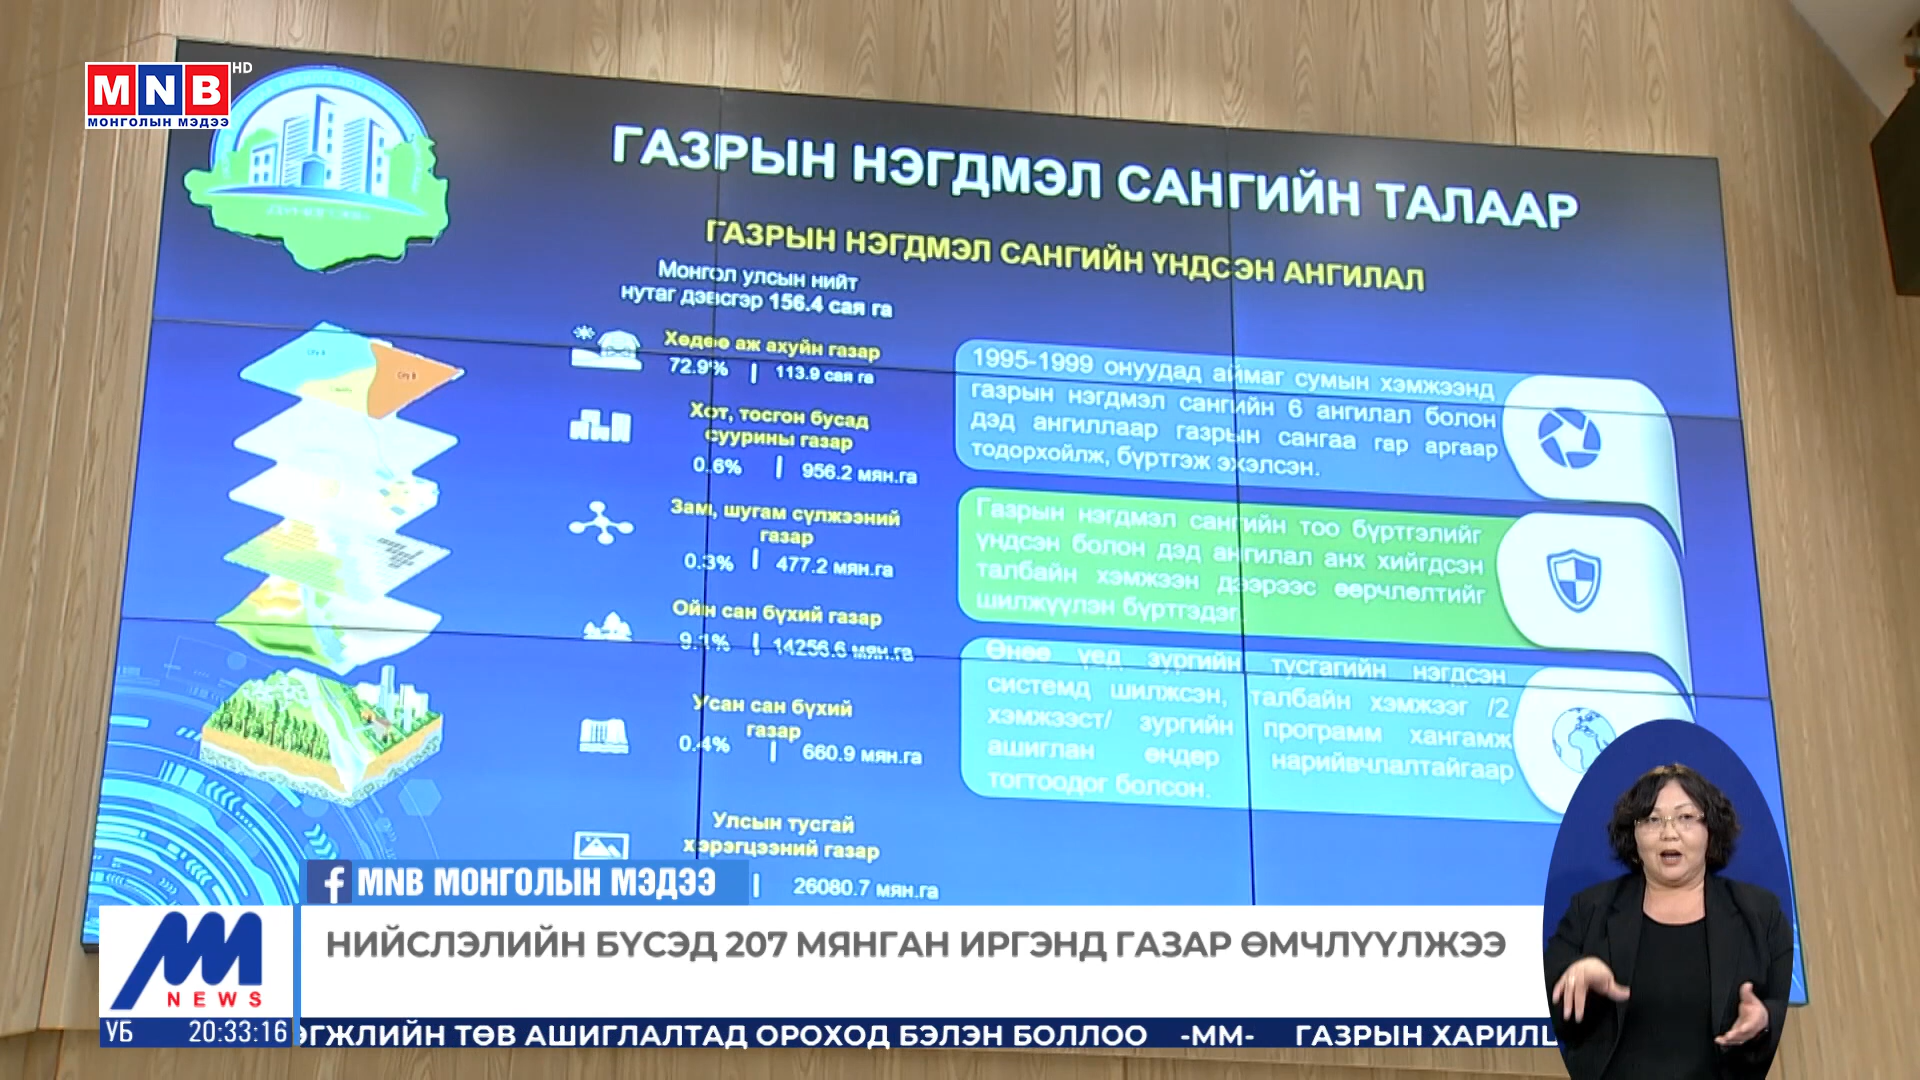 MNB HD
МОНГОЛЫН МЭДЭЭ
ГАЗРЫН НЭГДМЭЛ САНГИЙН ТАЛААР
ГАЗРЫН НЭГДМЭЛ САНГИЙН ҮНДСЭН АНГИЛАЛ
Монгол улсын нийт
нутаг дэвсгэр 156.4 сая га
Хөдөө аж ахуйн газар
72.9% | 113.9 сая га
Хот, тосгон бусад
суурины газар
0.6% | 956.2 мян.га
Зам, шугам сүлжээний
газар
0.3% | 477.2 мян.га
Ойн сан бүхий газар
9.1% | 14256.6 мян.га
Усан сан бүхий
газар
0.4% | 660.9 мян.га
Улсын тусгай
хэрэгцээний газар
| 26080.7 мян.га
1995-1999 онуудад аймаг сумын хэмжээнд
газрын нэгдмэл сангийн 6 ангилал болон
дэд ангиллаар газрын сангаа гар аргаар
тодорхойлж, бүртгэж эхэлсэн.
Газрын нэгдмэл сангийн тоо бүртгэлийг
үндсэн болон дэд ангилал анх хийгдсэн
талбайн хэмжээн дээрээс өөрчлөлтийг
шилжүүлэн бүртгэдэг.
Өнөө үед зургийн тусгагийн нэгдсэн
системд шилжсэн, талбайн хэмжээг /2
хэмжээст/ зургийн программ хангамж
ашиглан өндөр нарийвчлалтайгаар
тогтоодог болсон.
City B
f MNB МОНГОЛЫН МЭДЭЭ
НИЙСЛЭЛИЙН БҮСЭД 207 МЯНГАН ИРГЭНД ГАЗАР ӨМЧЛҮҮЛЖЭЭ
NEWS
УБ 20:33:16
ЭГЖЛИЙН ТӨВ АШИГЛАЛТАД ОРОХОД БЭЛЭН БОЛЛОО -ММ- ГАЗРЫН ХАРИЛЦ